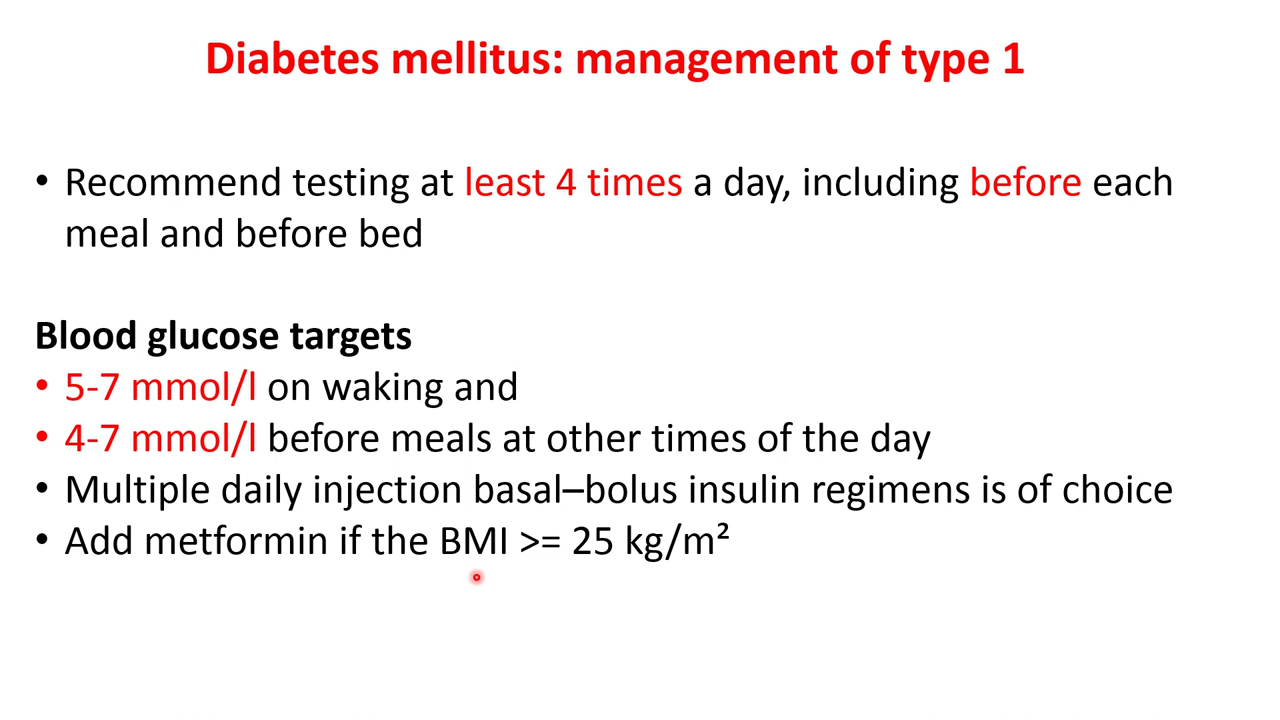 Diabetes mellitus: management of type 1
• Recommend testing at least 4 times a day, including before each
meal and before bed
Blood glucose targets
• 5-7 mmol/l on waking and
• 4-7 mmol/l before meals at other times of the day
• Multiple daily injection basal–bolus insulin regimens is of choice
• Add metformin if the BMI >= 25 kg/m²